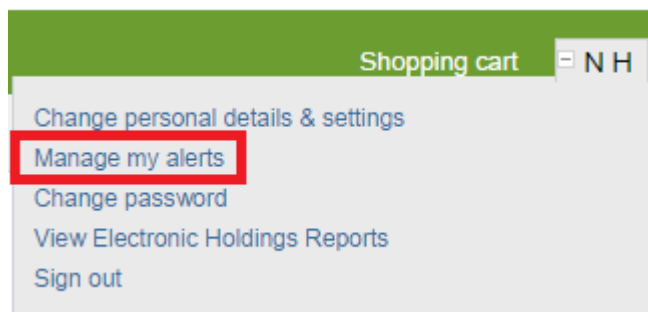 Shopping cart N H
Change personal details & settings
Manage my alerts
Change password
View Electronic Holdings Reports
Sign out